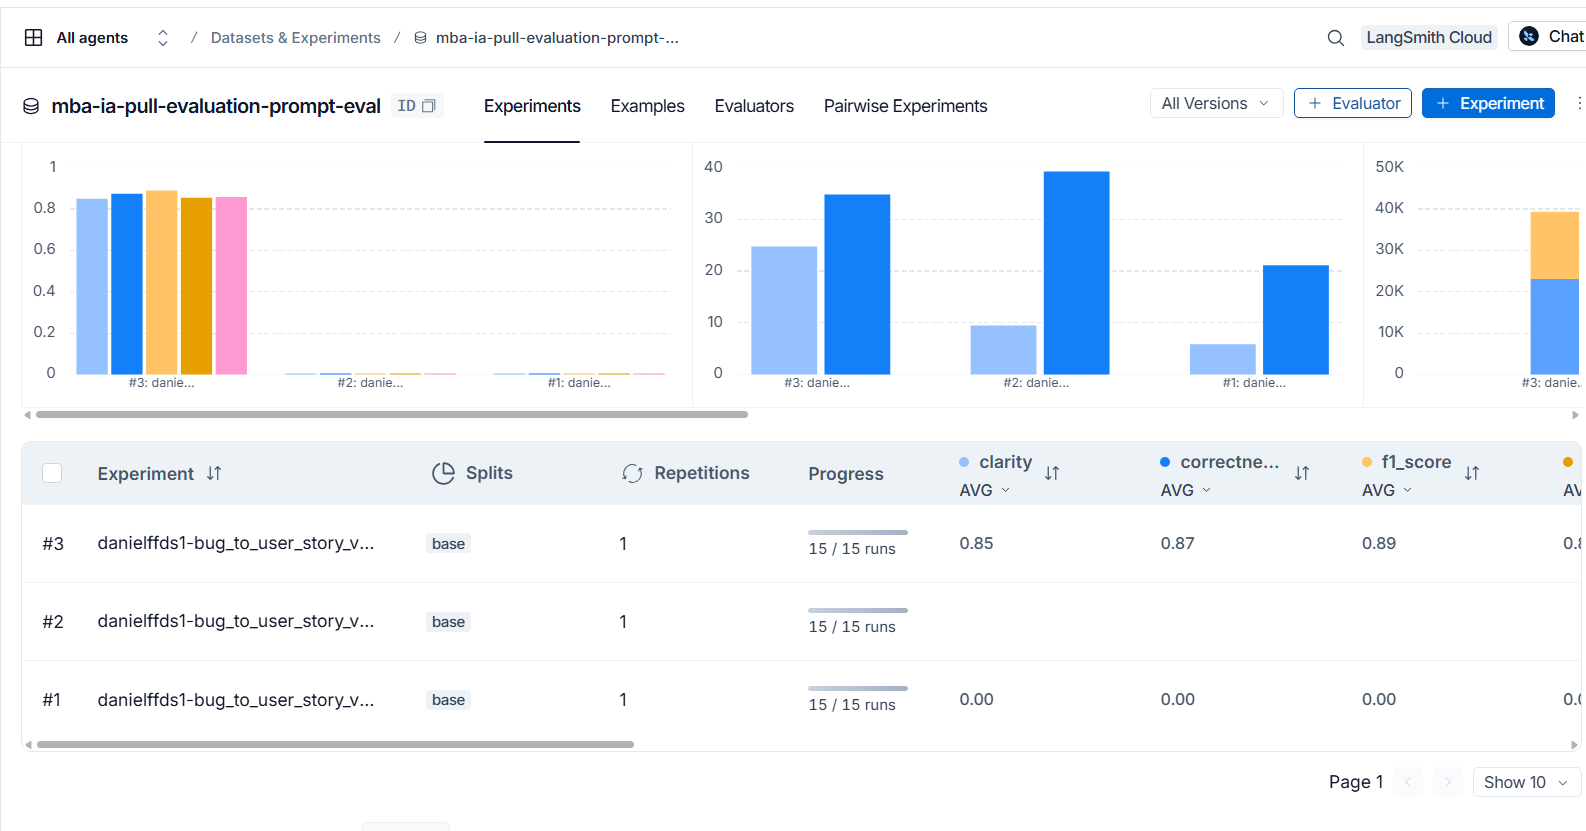 All agents / Datasets & Experiments / mba-ia-pull-evaluation-prompt-... LangSmith Cloud Chat
mba-ia-pull-evaluation-prompt-eval ID Experiments Examples Evaluators Pairwise Experiments All Versions + Evaluator + Experiment
1
0.8
0.6
0.4
0.2
0
#3: danie... #2: danie... #1: danie...
40
30
20
10
0
#3: danie... #2: danie... #1: danie...
50K
40K
30K
20K
10K
0
#3: danie..
Experiment Splits Repetitions Progress clarity AVG correctne... AVG f1_score AVG AV
#3 danielffds1-bug_to_user_story_v... base 1 15 / 15 runs 0.85 0.87 0.89
#2 danielffds1-bug_to_user_story_v... base 1 15 / 15 runs
#1 danielffds1-bug_to_user_story_v... base 1 15 / 15 runs 0.00 0.00 0.00
Page 1 Show 10